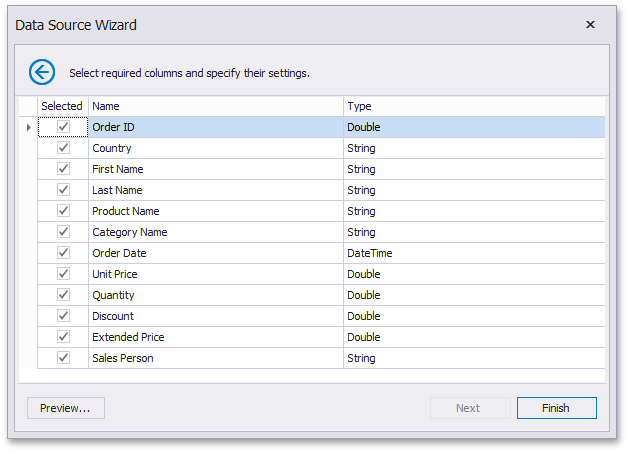 Data Source Wizard
Select required columns and specify their settings.
Selected Name Type
Order ID Double
Country String
First Name String
Last Name String
Product Name String
Category Name String
Order Date DateTime
Unit Price Double
Quantity Double
Discount Double
Extended Price Double
Sales Person String
Preview... Next Finish